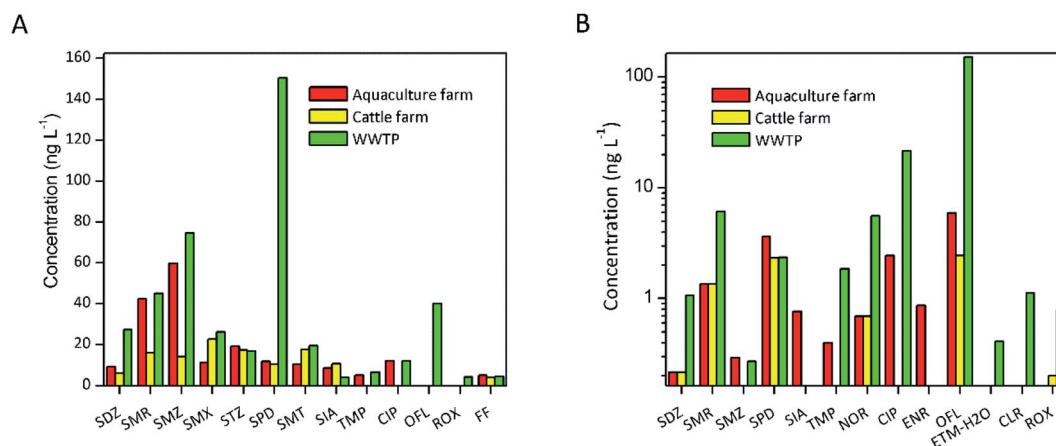 A
Concentration (ng L⁻¹)
160
140
120
100
80
60
40
20
0
Aquaculture farm
Cattle farm
WWTP
SDZ SMR SMZ SMX STZ SPD SMT SIA TMP CIP OFL ROX FF
B
Concentration (ng L⁻¹)
100
10
1
Aquaculture farm
Cattle farm
WWTP
SDZ SMR SMZ SPD SIA TMP NOR CIP ENR OFL ETM-H2O CLR ROX